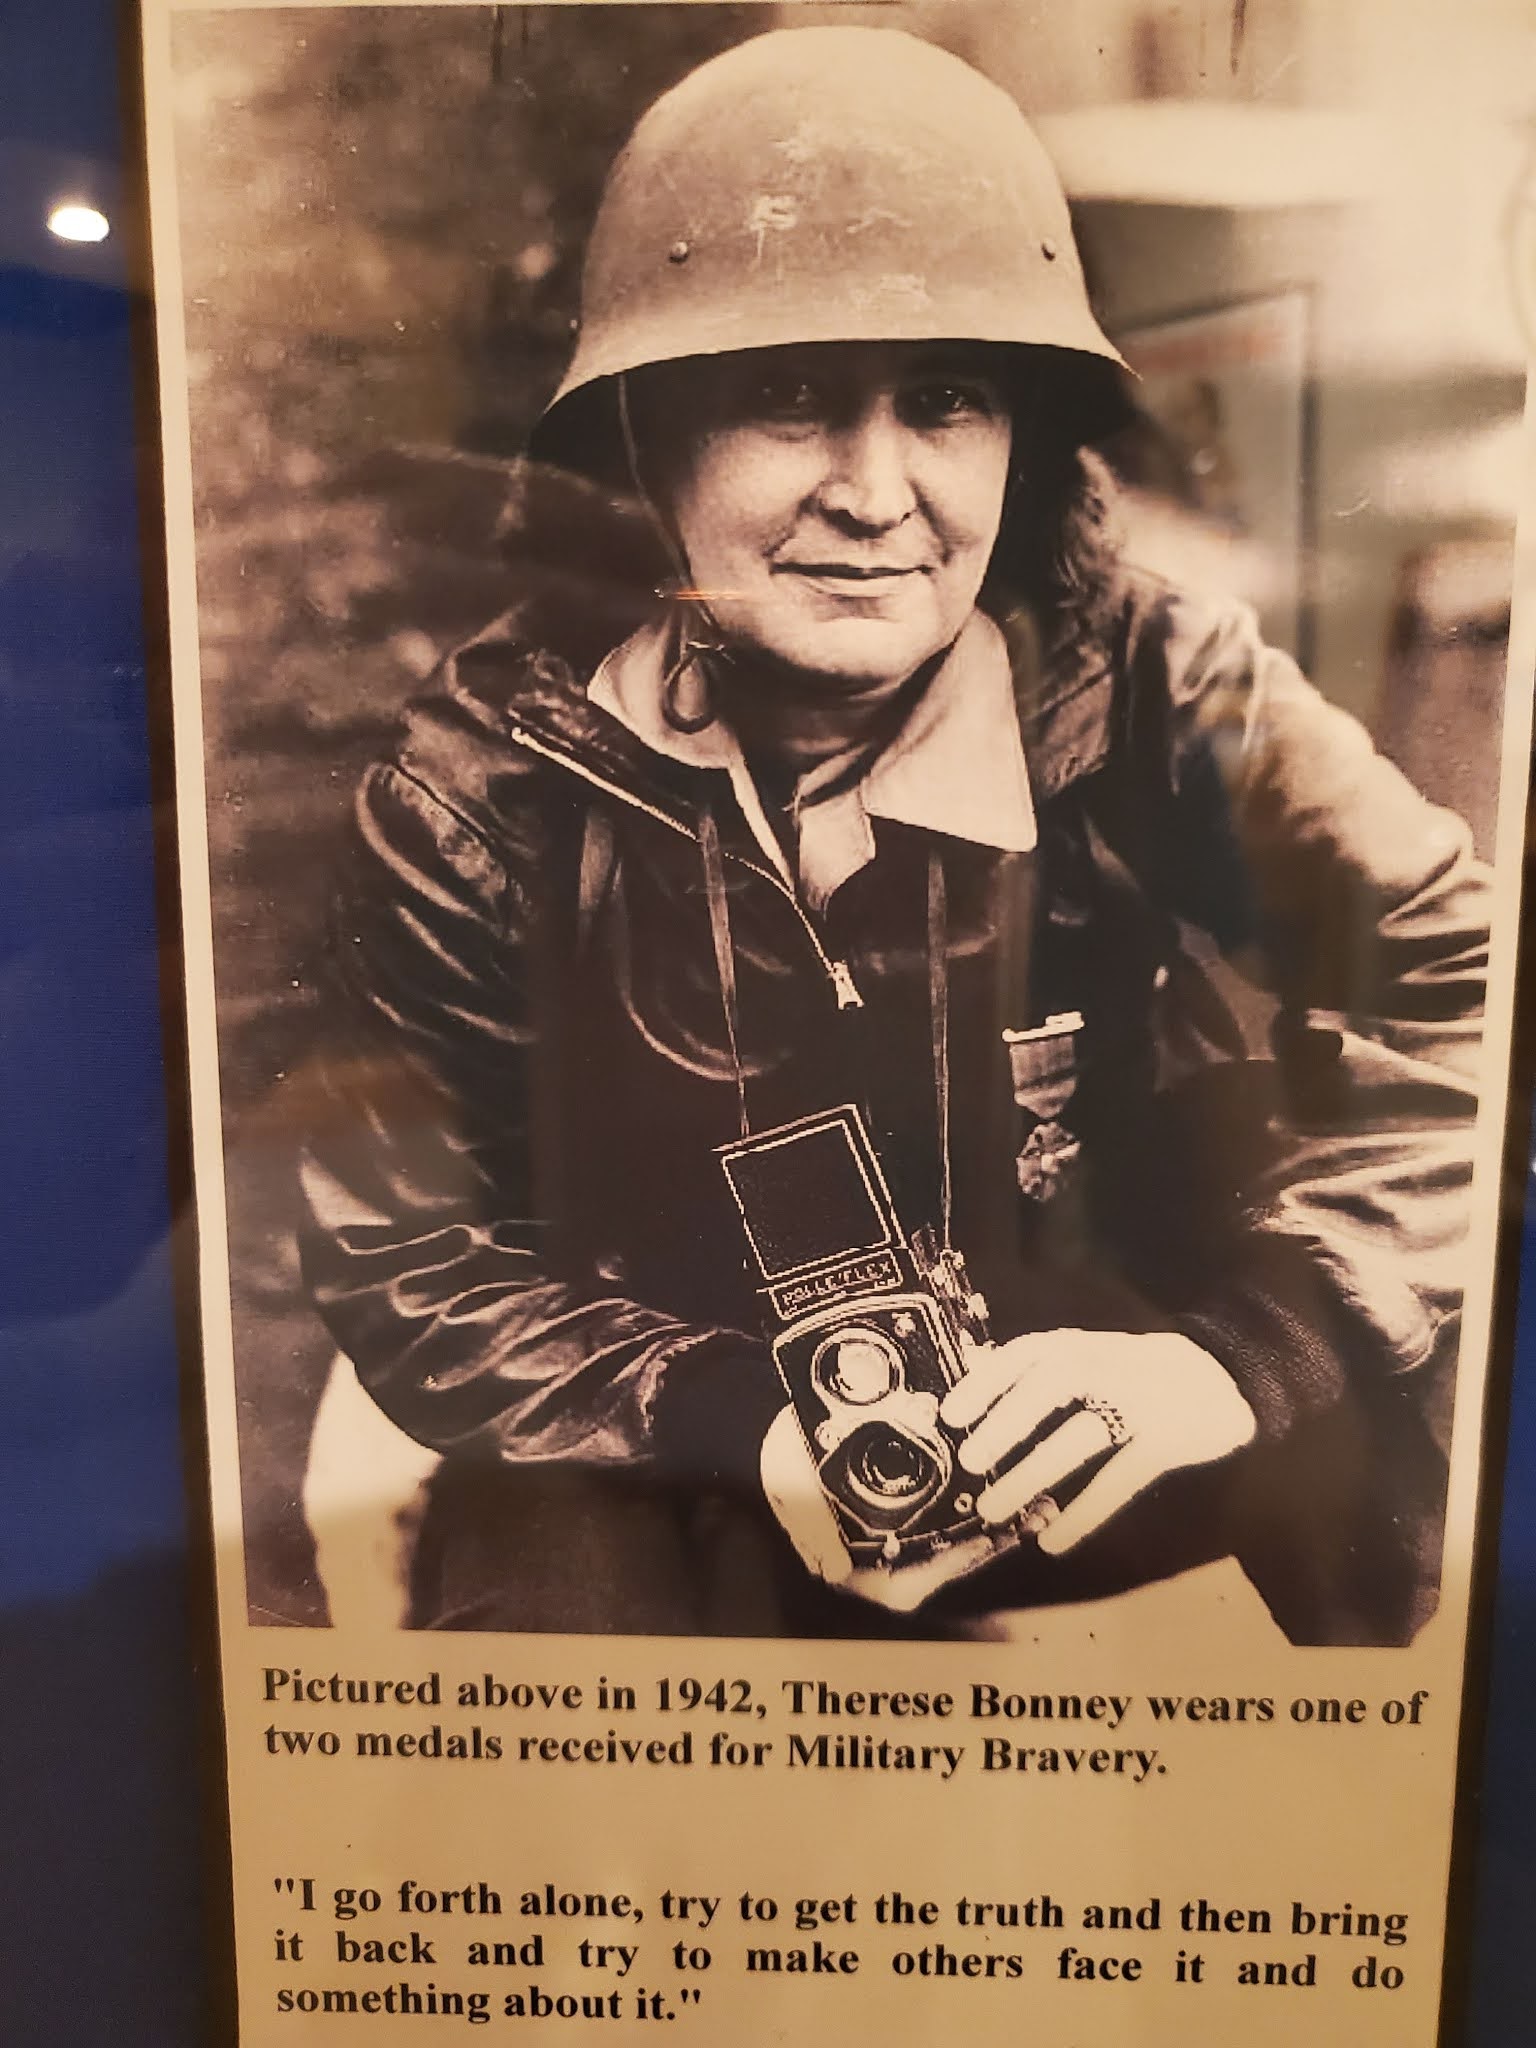 ROLLEIFLEX
Pictured above in 1942, Therese Bonney wears one of
two medals received for Military Bravery.
"I go forth alone, try to get the truth and then bring
it back and try to make others face it and do
something about it."